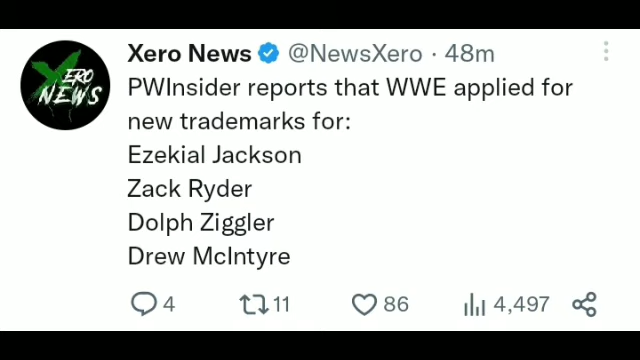 Xero News @NewsXero · 48m
XERO
NEWS
PWInsider reports that WWE applied for
new trademarks for:
Ezekial Jackson
Zack Ryder
Dolph Ziggler
Drew McIntyre
4 11 86 4,497